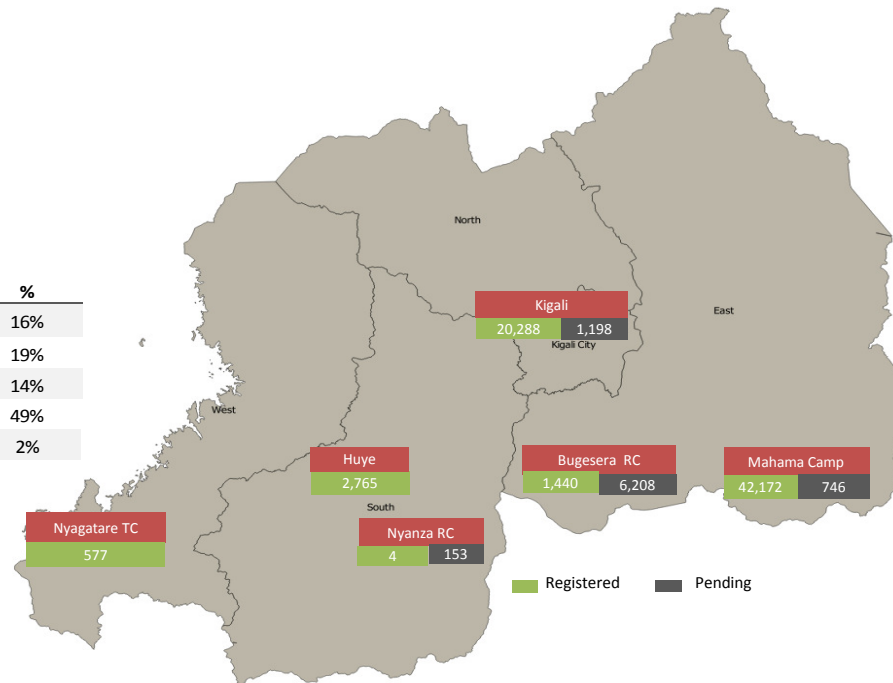 North
%
16%
19%
14%
49%
2%
Kigali
20,288 1,198
Kigali City
East
West
Huye
2,765
South
Bugesera RC
1,440 6,208
Mahama Camp
42,172 746
Nyagatare TC
577
Nyanza RC
4 153
Registered Pending